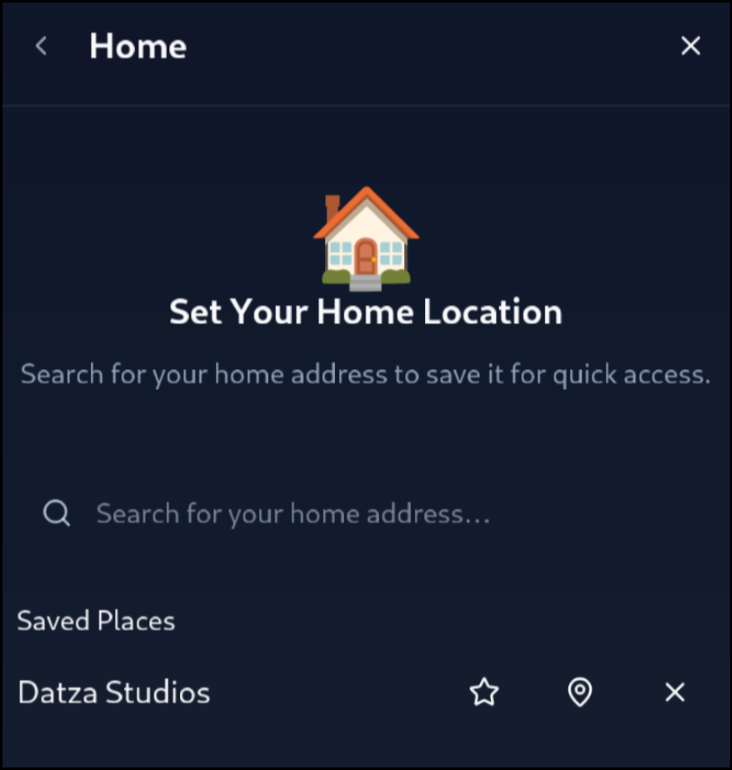 Home
Set Your Home Location
Search for your home address to save it for quick access.
Search for your home address...
Saved Places
Datza Studios